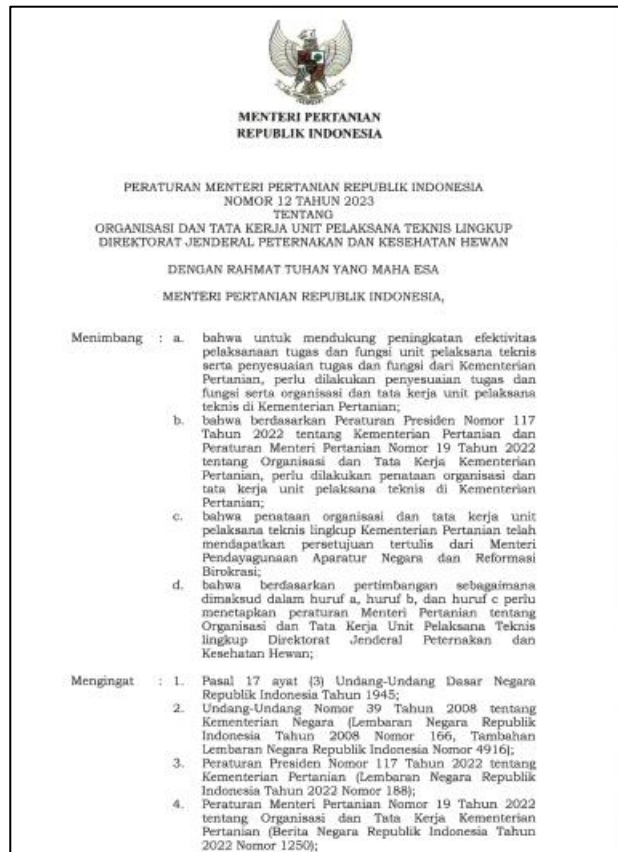 MENTERI PERTANIAN
REPUBLIK INDONESIA
PERATURAN MENTERI PERTANIAN REPUBLIK INDONESIA
NOMOR 12 TAHUN 2023
TENTANG
ORGANISASI DAN TATA KERJA UNIT PELAKSANA TEKNIS LINGKUP
DIREKTORAT JENDERAL PETERNAKAN DAN KESEHATAN HEWAN
DENGAN RAHMAT TUHAN YANG MAHA ESA
MENTERI PERTANIAN REPUBLIK INDONESIA,
Menimbang : a. bahwa untuk mendukung peningkatan efektivitas
pelaksanaan tugas dan fungsi unit pelaksana teknis
serta penyesuaian tugas dan fungsi dari Kementerian
Pertanian, perlu dilakukan penyesuaian tugas dan
fungsi serta organisasi dan tata kerja unit pelaksana
teknis di Kementerian Pertanian;
b. bahwa berdasarkan Peraturan Presiden Nomor 117
Tahun 2022 tentang Kementerian Pertanian dan
Peraturan Menteri Pertanian Nomor 19 Tahun 2022
tentang Organisasi dan Tata Kerja Kementerian
Pertanian, perlu dilakukan penataan organisasi dan
tata kerja unit pelaksana teknis di Kementerian
Pertanian;
c. bahwa penataan organisasi dan tata kerja unit
pelaksana teknis lingkup Kementerian Pertanian telah
mendapatkan persetujuan tertulis dari Menteri
Pendayagunaan Aparatur Negara dan Reformasi
Birokrasi;
d. bahwa berdasarkan pertimbangan sebagaimana
dimaksud dalam huruf a, huruf b, dan huruf c perlu
menetapkan peraturan Menteri Pertanian tentang
Organisasi dan Tata Kerja Unit Pelaksana Teknis
lingkup Direktorat Jenderal Peternakan dan
Kesehatan Hewan;
Mengingat : 1. Pasal 17 ayat (3) Undang-Undang Dasar Negara
Republik Indonesia Tahun 1945;
2. Undang-Undang Nomor 39 Tahun 2008 tentang
Kementerian Negara (Lembaran Negara Republik
Indonesia Tahun 2008 Nomor 166, Tambahan
Lembaran Negara Republik Indonesia Nomor 4916);
3. Peraturan Presiden Nomor 117 Tahun 2022 tentang
Kementerian Pertanian (Lembaran Negara Republik
Indonesia Tahun 2022 Nomor 188);
4. Peraturan Menteri Pertanian Nomor 19 Tahun 2022
tentang Organisasi dan Tata Kerja Kementerian
Pertanian (Berita Negara Republik Indonesia Tahun
2022 Nomor 1250);